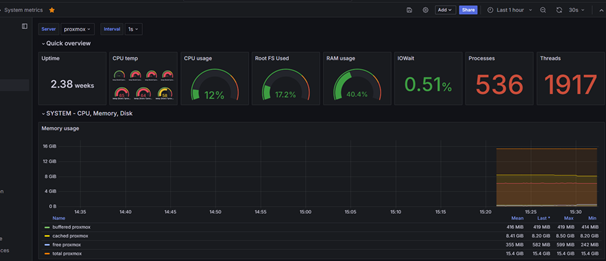 System metrics
Add
Share
Last 1 hour
30s
Server proxmox Interval 1s
Quick overview
Uptime
CPU temp
CPU usage
Root FS Used
RAM usage
IOWait
Processes
Threads
2.38 weeks
12%
17.2%
40.4%
0.51%
536
1917
SYSTEM - CPU, Memory, Disk
Memory usage
16 GiB
12 GiB
8 GiB
4 GiB
0 B
14:35 14:40 14:45 14:50 14:55 15:00 15:05 15:10 15:15 15:20 15:25 15:30
Name Mean Last * Max Min
buffered proxmox 416 MiB 418 MiB 418 MiB 414 MiB
cached proxmox 8.41 GiB 8.20 GiB 8.50 GiB 8.20 GiB
free proxmox 355 MiB 582 MiB 599 MiB 242 MiB
total proxmox 15.4 GiB 15.4 GiB 15.4 GiB 15.4 GiB